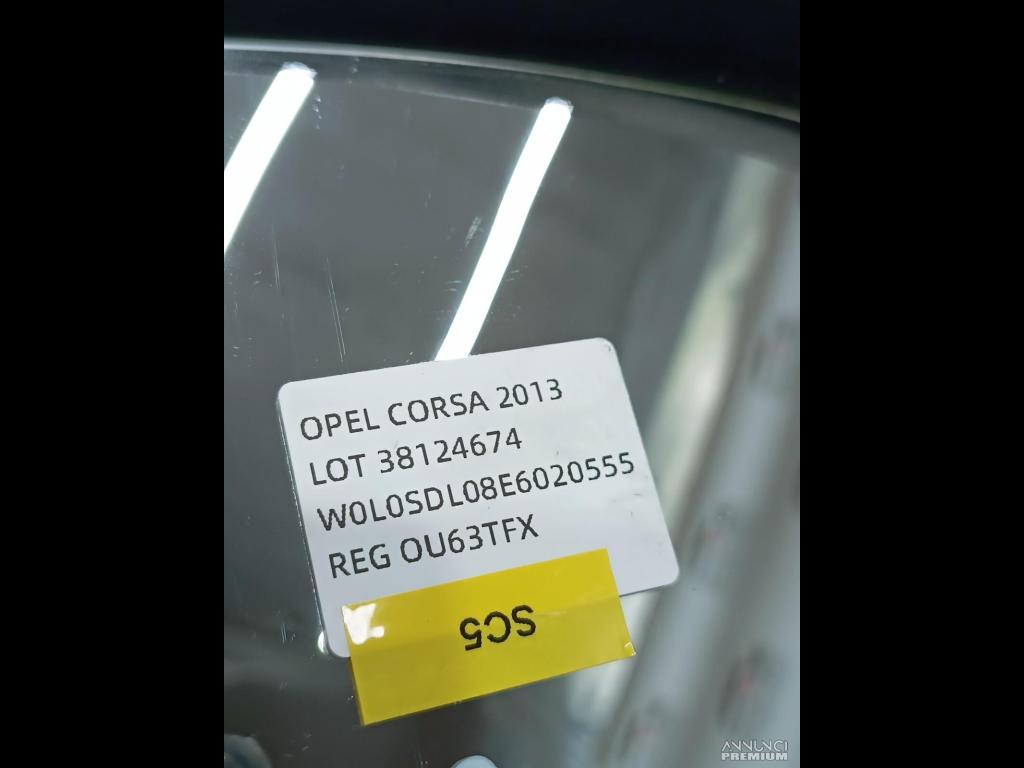 OPEL CORSA 2013
LOT 38124674
W0L0SDL08E6020555
REG OU63TFX
SC5
ANNUNCI
PREMIUM